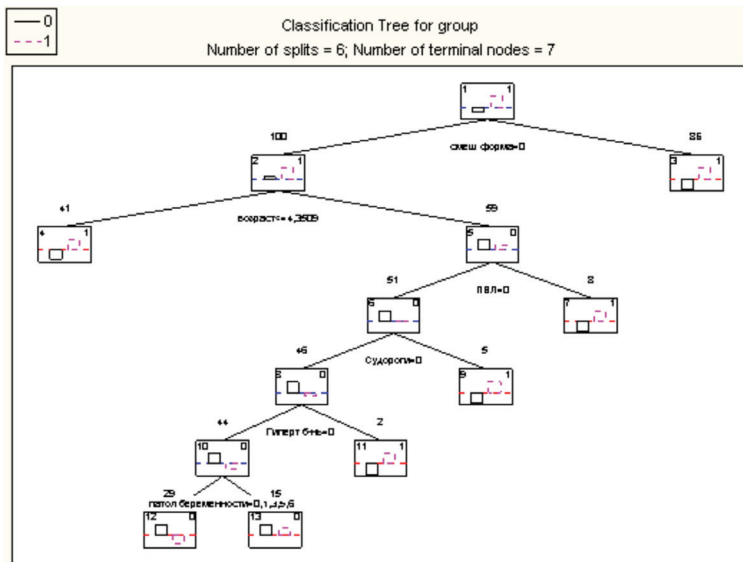 0
1
Classification Tree for group
Number of splits = 6; Number of terminal nodes = 7
1 1
100 86
смеш форма=0
2 1
3 1
41 59
возраст<=4,3509
4 1
5 0
51 8
ПВЛ=0
6 0
7 1
46 5
Судороги=0
8 0
9 1
44 2
Гиперт б-нь=0
10 0
11 1
29 15
патол беременности=0,1,3,5,6
12 0
13 0